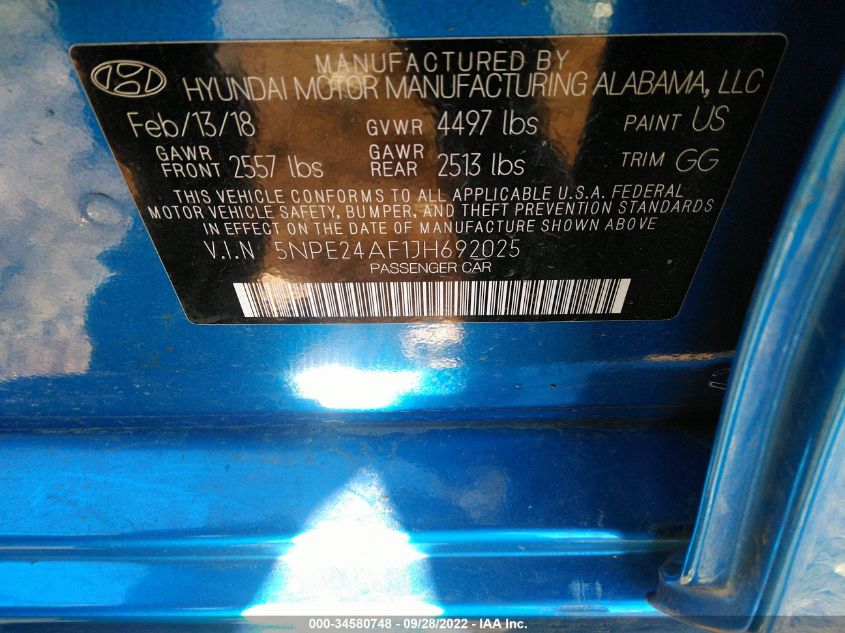 MANUFACTURED BY
HYUNDAI MOTOR MANUFACTURING ALABAMA, LLC
Feb/13/18 GVWR 4497 lbs PAINT US
GAWR FRONT 2557 lbs GAWR REAR 2513 lbs TRIM GG
THIS VEHICLE CONFORMS TO ALL APPLICABLE U.S.A. FEDERAL
MOTOR VEHICLE SAFETY, BUMPER, AND THEFT PREVENTION STANDARDS
IN EFFECT ON THE DATE OF MANUFACTURE SHOWN ABOVE
V.I.N 5NPE24AF1JH692025
PASSENGER CAR
000-34580748 - 09/28/2022 - IAA Inc.